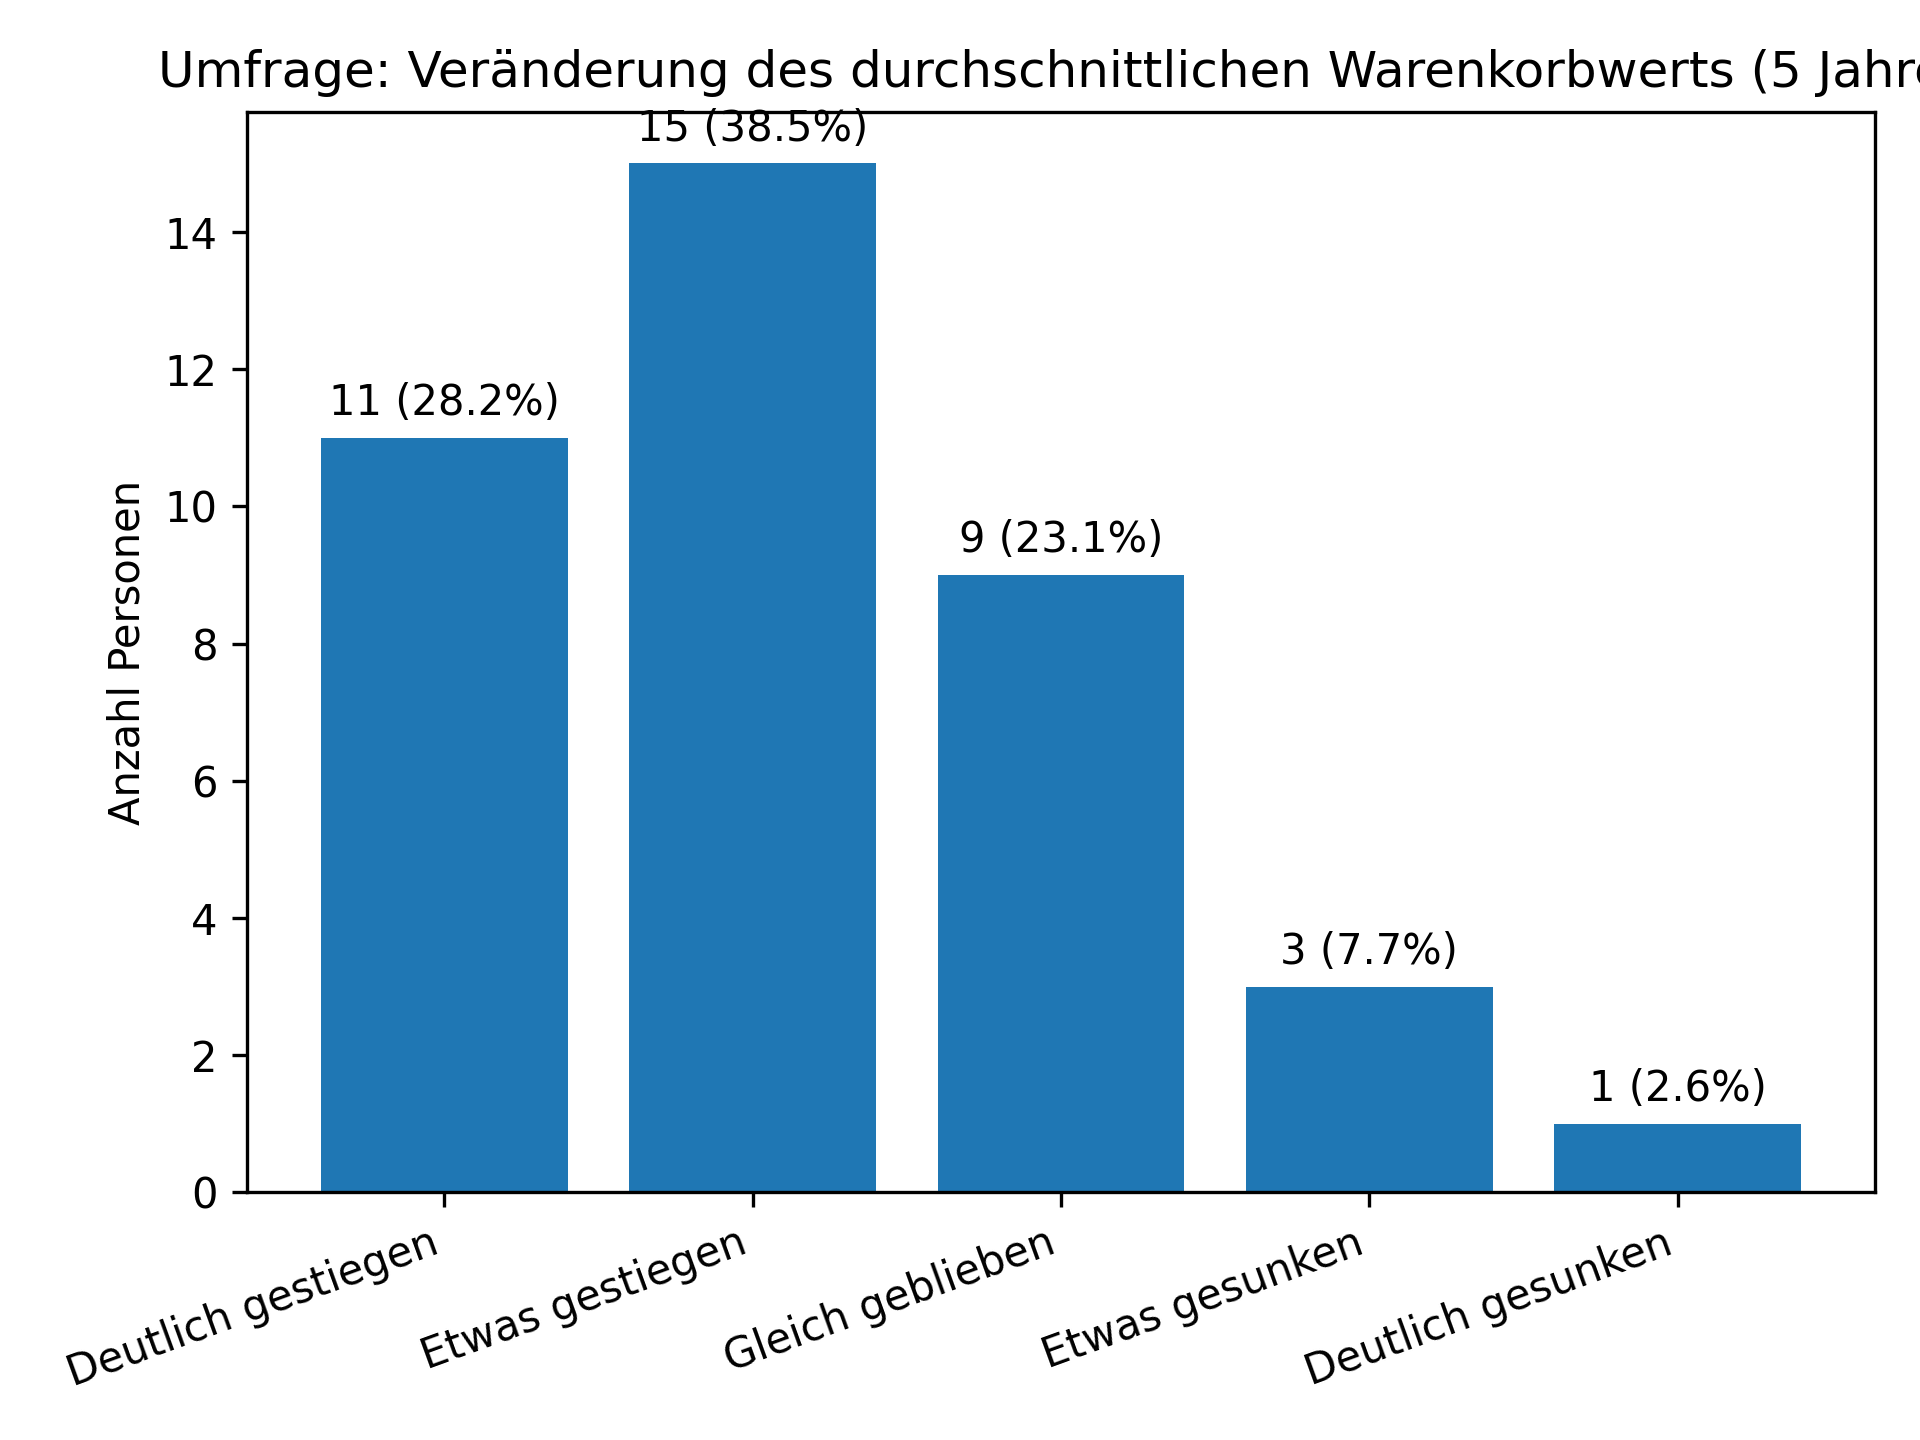 Umfrage: Veränderung des durchschnittlichen Warenkorbwerts (5 Jahre
15 (38.5%)
11 (28.2%)
9 (23.1%)
3 (7.7%)
1 (2.6%)
Anzahl Personen
14
12
10
8
6
4
2
0
Deutlich gestiegen
Etwas gestiegen
Gleich geblieben
Etwas gesunken
Deutlich gesunken